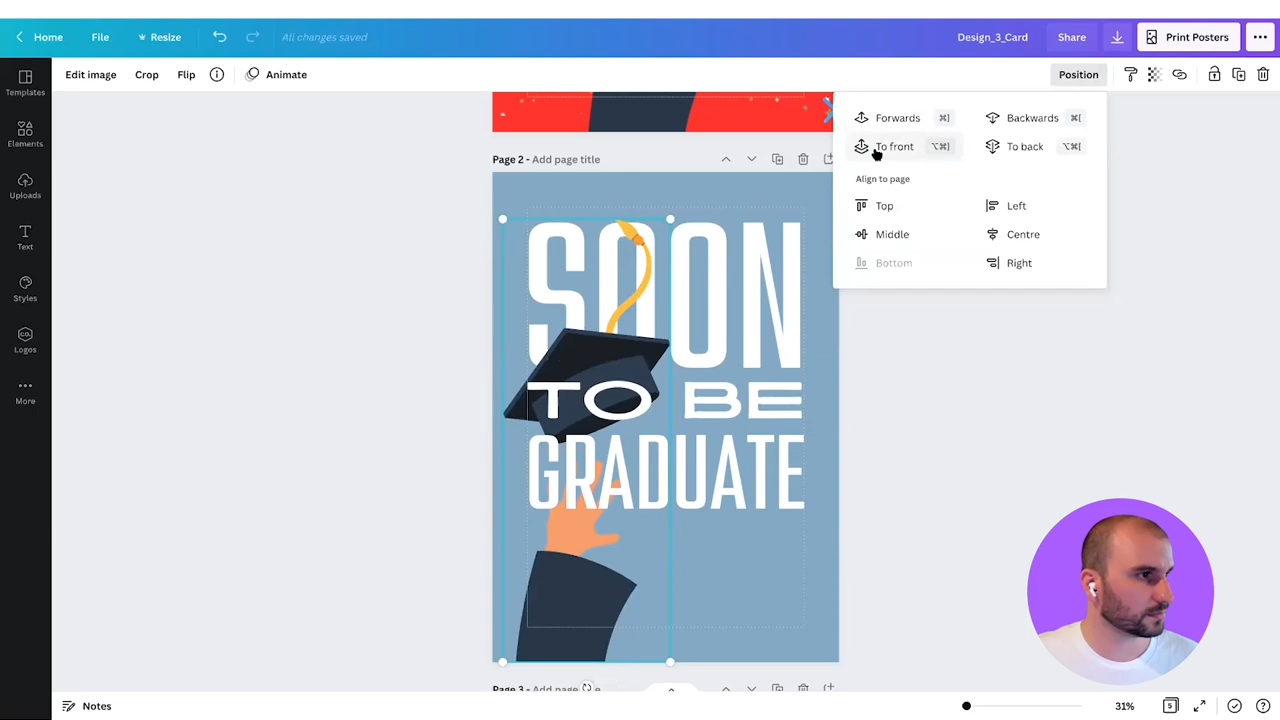 Home File Resize All changes saved Design_3_Card Share Print Posters
Edit image Crop Flip Animate Position
Templates
Elements
Uploads
Text
Styles
CO.
Logos
More
Forwards ⌘] Backwards ⌘[
To front ⌥⌘] To back ⌥⌘[
Align to page
Top Left
Middle Centre
Bottom Right
Page 2 - Add page title
SOON
TO BE
GRADUATE
Page 3 - Add page title
Notes 31% 5